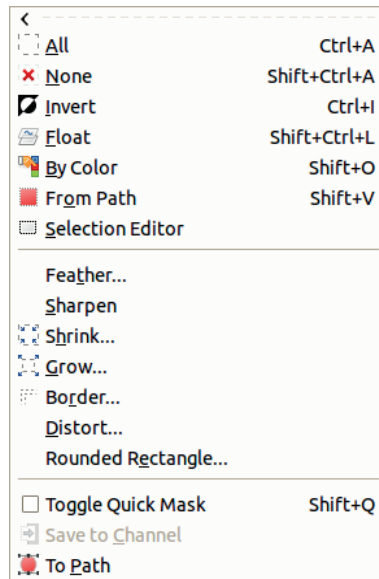 All Ctrl+A
None Shift+Ctrl+A
Invert Ctrl+I
Float Shift+Ctrl+L
By Color Shift+O
From Path Shift+V
Selection Editor
Feather...
Sharpen
Shrink...
Grow...
Border...
Distort...
Rounded Rectangle...
Toggle Quick Mask Shift+Q
Save to Channel
To Path